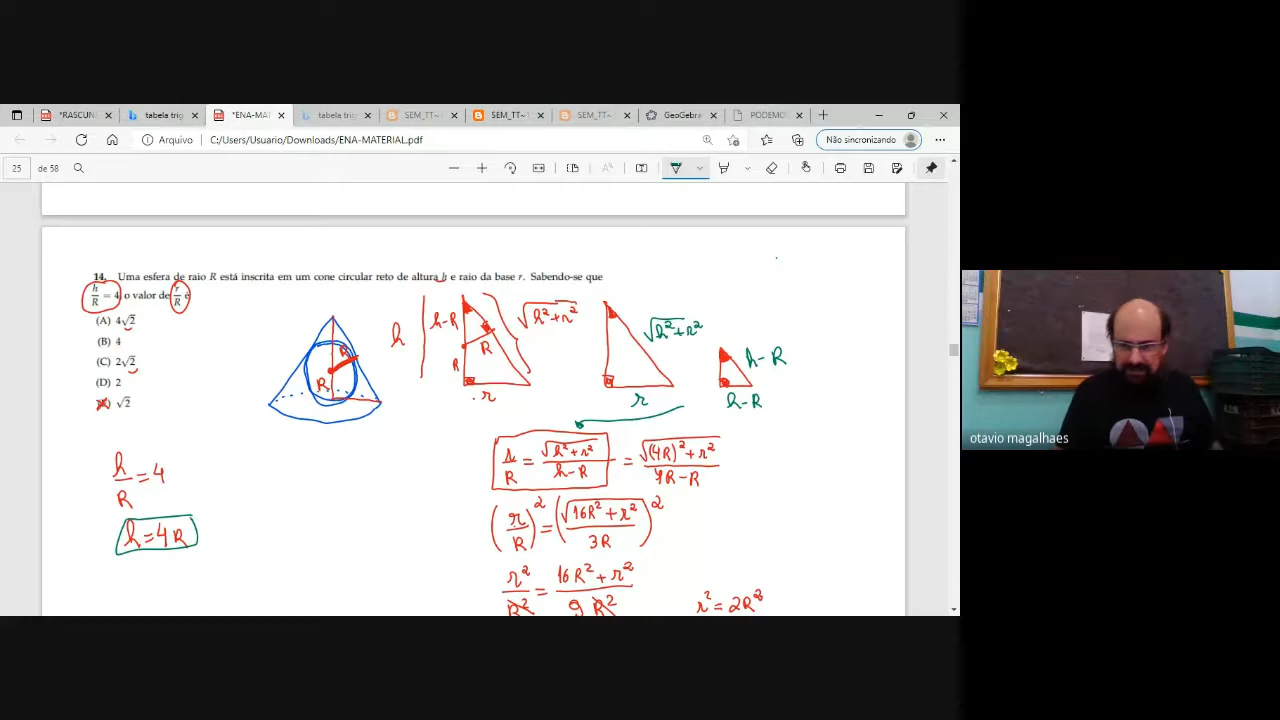 *RASCUN
tabela trig
*ENA-MAT
tabela trig
SEM_TT~
SEM_TT~
SEM_TT~
GeoGebra
PODEMO
Arquivo
C:/Users/Usuario/Downloads/ENA-MATERIAL.pdf
Não sincronizando
25 de 58
14. Uma esfera de raio R está inscrita em um cone circular reto de altura h e raio da base r. Sabendo-se que
h/R = 4, o valor de r/R é
(A) 4√2
(B) 4
(C) 2√2
(D) 2
√2
h
h-R
R
R
√h²+r²
r
R
R
√h²+r²
r
h-R
h-R
h/R = 4
h = 4R
r/R = √h²+r² / h-R = √(4R)²+r² / 4R-R
(r/R)² = (√16R²+r² / 3R)²
r²/R² = 16R²+r² / 9R²
r² = 2R²
otavio magalhaes